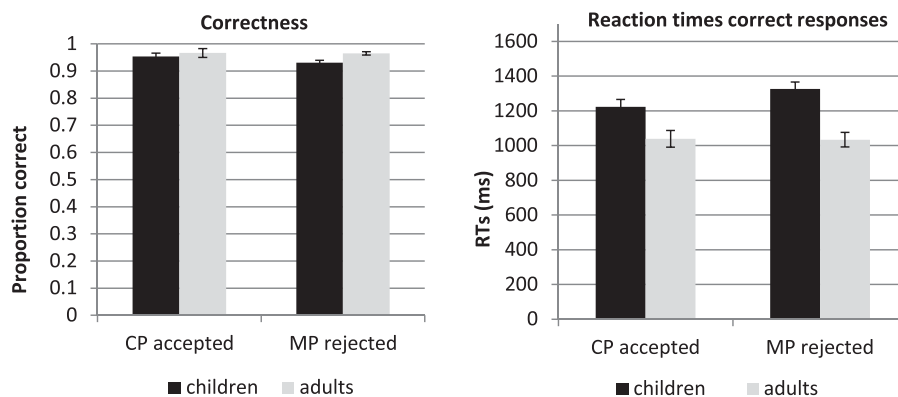 Correctness
Proportion correct
1
0.9
0.8
0.7
0.6
0.5
0.4
0.3
0.2
0.1
0
CP accepted MP rejected
children adults
Reaction times correct responses
RTs (ms)
1600
1400
1200
1000
800
600
400
200
0
CP accepted MP rejected
children adults